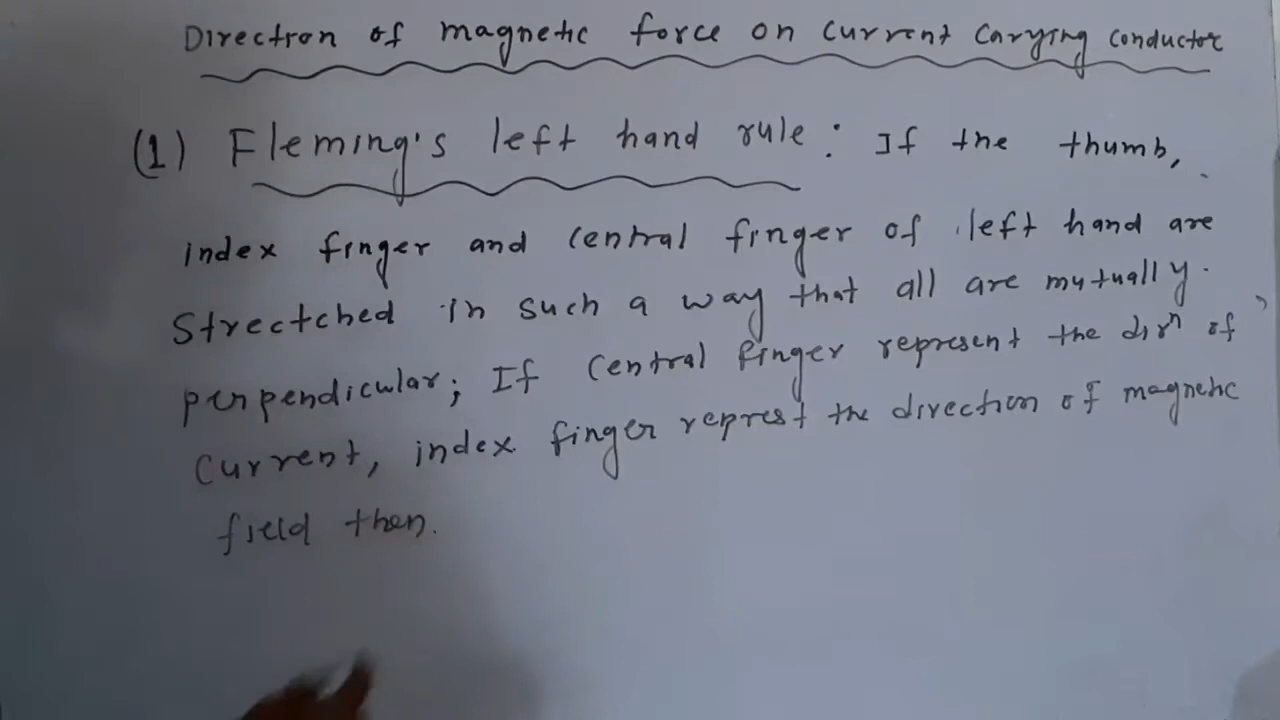 Direction of magnetic force on current Carying conductor
(1) Fleming's left hand rule : If the thumb,
index finger and central finger of left hand are
Strectched in such a way that all are mutually
perpendicular; If Central finger represent the dirⁿ of
Current, index finger represt the direction of magnetic
field then.